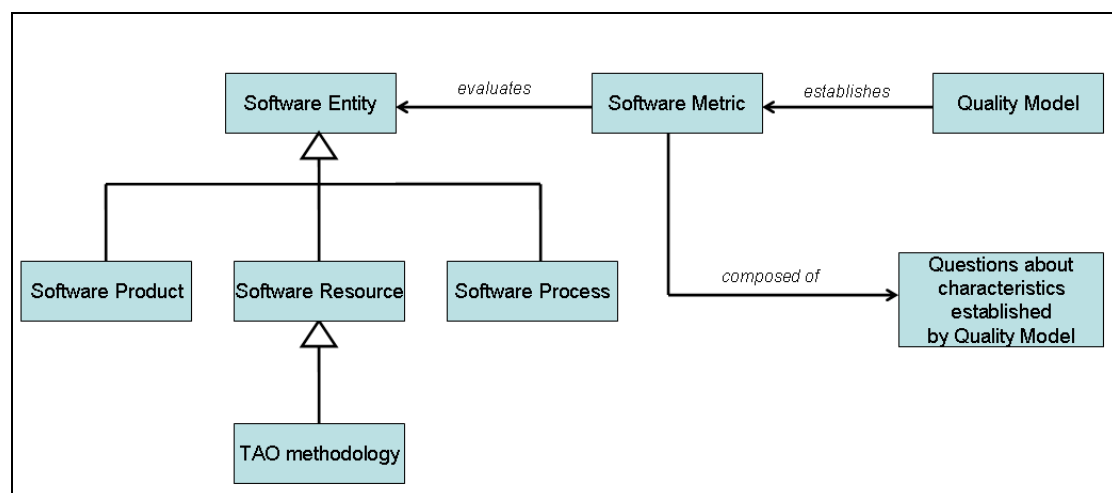 Software Entity
evaluates
Software Metric
establishes
Quality Model
Software Product
Software Resource
Software Process
composed of
Questions about
characteristics
established
by Quality Model
TAO methodology